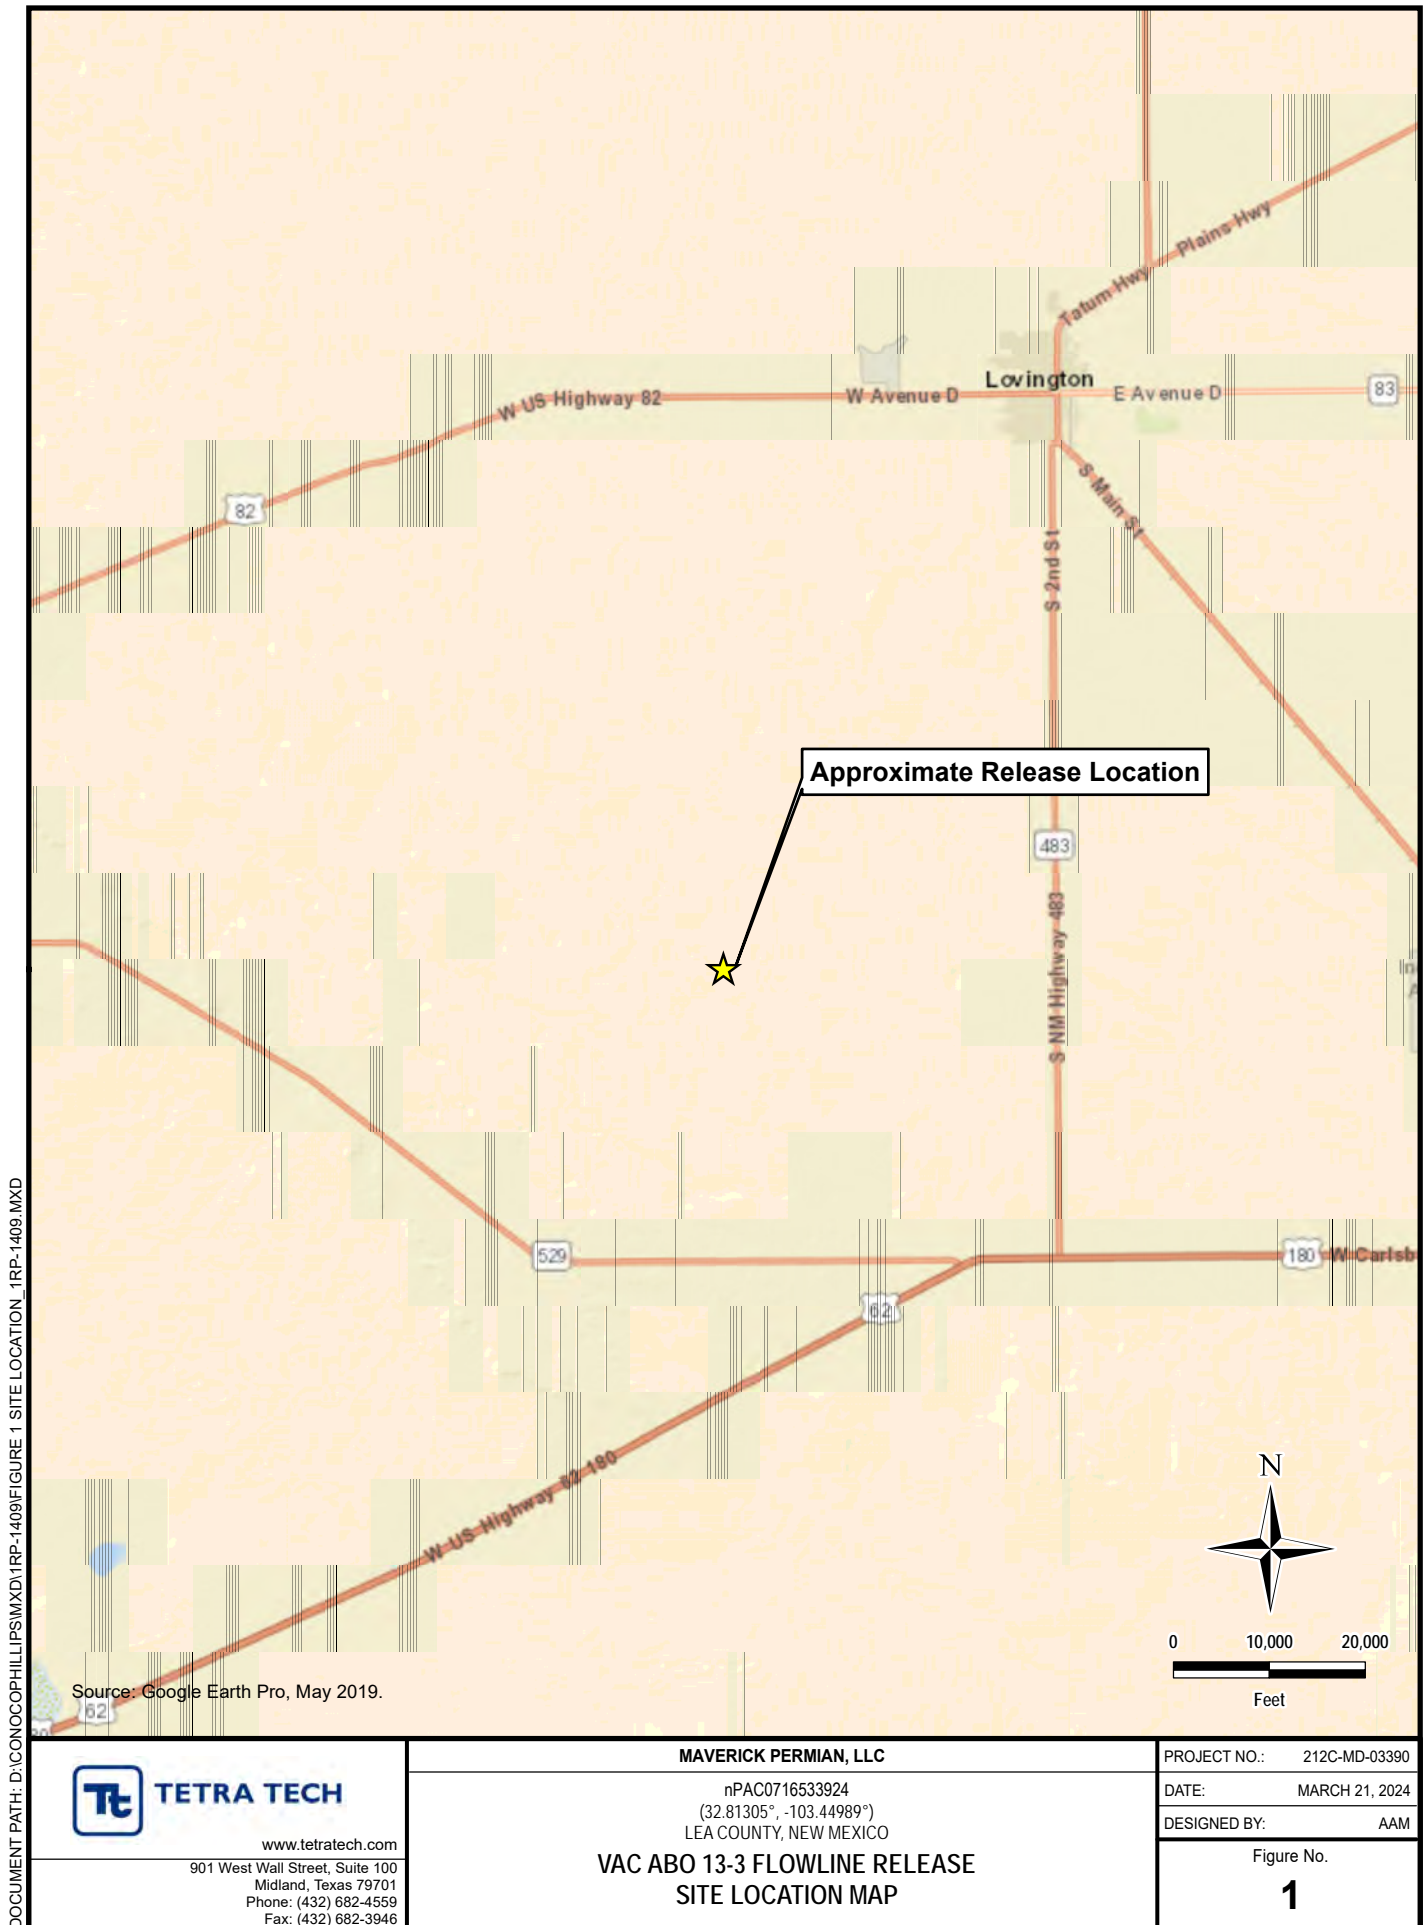 Tatum Hwy
Plains Hwy
Lovington
W US Highway 82
W Avenue D
E Avenue D
83
82
S Main St
S 2nd St
Approximate Release Location
483
S NM Highway 483
529
180
W Carlsb
62
W US Highway 62 180
N
0 10,000 20,000
Feet
Source: Google Earth Pro, May 2019.
62
DOCUMENT PATH: D:\CONOCOPHILLIPS\MXD\1RP-1409\FIGURE 1 SITE LOCATION_1RP-1409.MXD
Tt TETRA TECH
www.tetratech.com
901 West Wall Street, Suite 100
Midland, Texas 79701
Phone: (432) 682-4559
Fax: (432) 682-3946
MAVERICK PERMIAN, LLC
nPAC0716533924
(32.81305°, -103.44989°)
LEA COUNTY, NEW MEXICO
VAC ABO 13-3 FLOWLINE RELEASE
SITE LOCATION MAP
PROJECT NO.: 212C-MD-03390
DATE: MARCH 21, 2024
DESIGNED BY: AAM
Figure No.
1